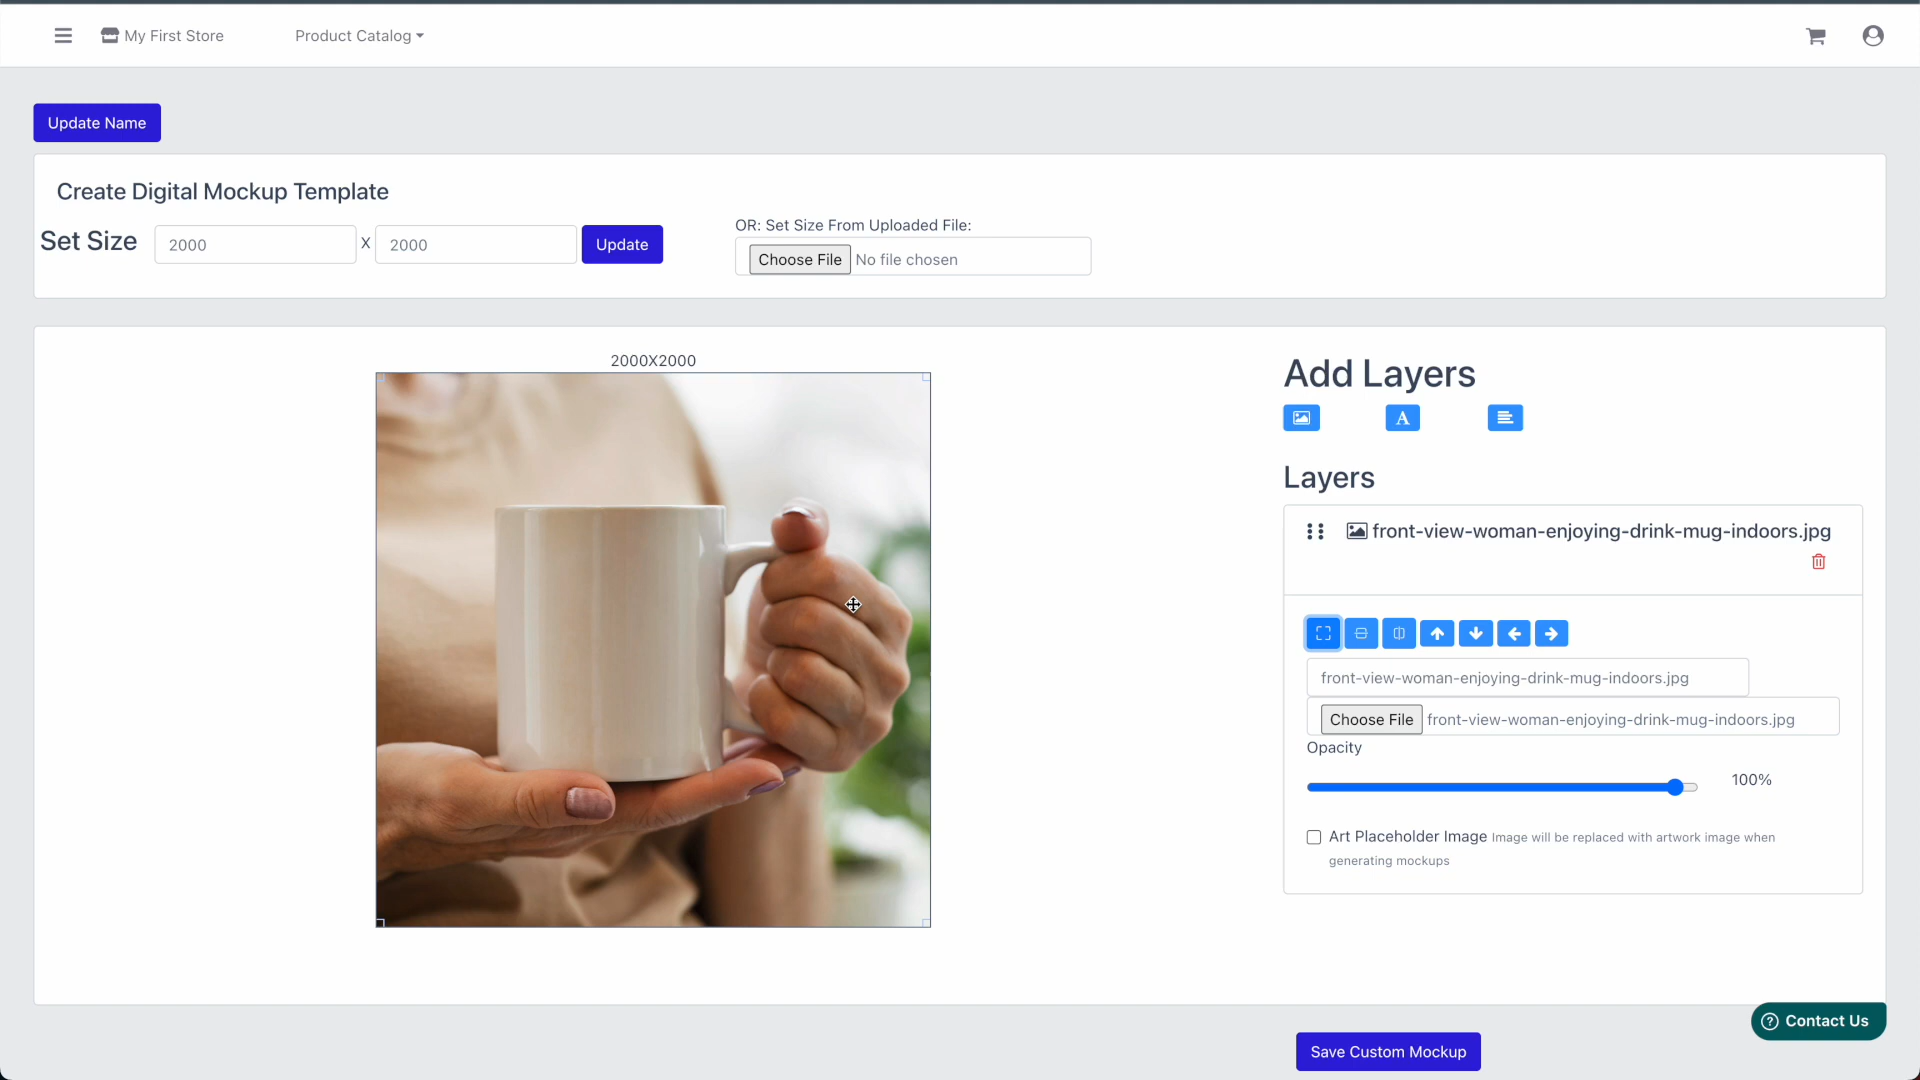 My First Store
Product Catalog
Update Name
Create Digital Mockup Template
Set Size
2000
X
2000
Update
OR: Set Size From Uploaded File:
Choose File No file chosen
2000X2000
Add Layers
A
Layers
front-view-woman-enjoying-drink-mug-indoors.jpg
front-view-woman-enjoying-drink-mug-indoors.jpg
Choose File front-view-woman-enjoying-drink-mug-indoors.jpg
Opacity
100%
Art Placeholder Image Image will be replaced with artwork image when
generating mockups
? Contact Us
Save Custom Mockup